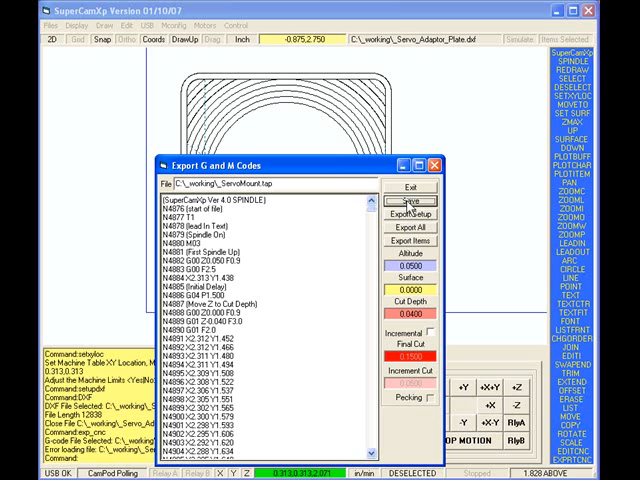 SuperCamXp Version 01/10/07
Files Display Draw Edit USB Mconfig Motors Control
2D Grid Snap Ortho Coords DrawUp Drag Inch -0.875,2.750 C:\_working\_Servo_Adaptor_Plate.dxf Simulate Items Selected
SuperCamXp
SPINDLE
REDRAW
SELECT
DESELECT
SETXYLOC
MOVETO
SET SURF
ZMAX
UP
SURFACE
DOWN
PLOTBUFF
PLOTCHAR
PLOTITEM
PAN
ZOOMC
ZOOML
ZOOMI
ZOOMO
ZOOMW
ZOOMP
LEADIN
LEADOUT
ARC
CIRCLE
LINE
POINT
TEXT
TEXTCTR
TEXTFIT
FONT
LISTFRNT
CHGORDER
JOIN
EDITI
SWAPEND
TRIM
EXTEND
OFFSET
ERASE
LIST
MOVE
COPY
ROTATE
SCALE
EDITCNC
EXPRTCNC
Export G and M Codes
File C:\_working\_ServoMount.tap
(SuperCamXp Ver 4.0 SPINDLE)
N4876 (start of file)
N4877 T1
N4878 (lead In Text)
N4879 (Spindle On)
N4880 M03
N4881 (First Spindle Up)
N4882 G00 Z0.050 F0.9
N4883 G00 F2.5
N4884 X2.313 Y1.438
N4885 (Initial Delay)
N4886 G04 P1.500
N4887 (Move Z to Cut Depth)
N4888 G00 Z0.000 F0.9
N4889 G01 Z-0.040 F3.0
N4890 G01 F2.0
N4891 X2.312 Y1.452
N4892 X2.312 Y1.466
N4893 X2.311 Y1.480
N4894 X2.311 Y1.494
N4895 X2.309 Y1.508
N4896 X2.308 Y1.522
N4897 X2.306 Y1.537
N4898 X2.304 Y1.551
N4899 X2.302 Y1.565
N4900 X2.300 Y1.579
N4901 X2.298 Y1.593
N4902 X2.295 Y1.606
N4903 X2.292 Y1.620
N4904 X2.288 Y1.634
Exit
Save
Export Setup
Export All
Export Items
Altitude
0.0500
Surface
0.0000
Cut Depth
0.0400
Incremental
Final Cut
0.1500
Increment Cut
0.0500
Pecking
Command:setxyloc
Set Machine Table XY Location, M
0.313,0.313
Adjust the Machine Limits <Yes|No>
Command:setupdxf
Command:DXF
DXF File Selected: C:\_working\_S
File Length 12838
Close File C:\_working\_Servo_Ad
Command:exp_cnc
G-code File Selected: C:\_working\
Error loading file: C:\_working\_Ser
Command:
+Y +X+Y +Z
+X -Z
-Y +X-Y RlyA
OP MOTION RlyB
USB OK CamPod Polling Relay A Relay B X Y Z 0.313,0.313,2.071 in/min DESELECTED Stopped 1.828 ABOVE